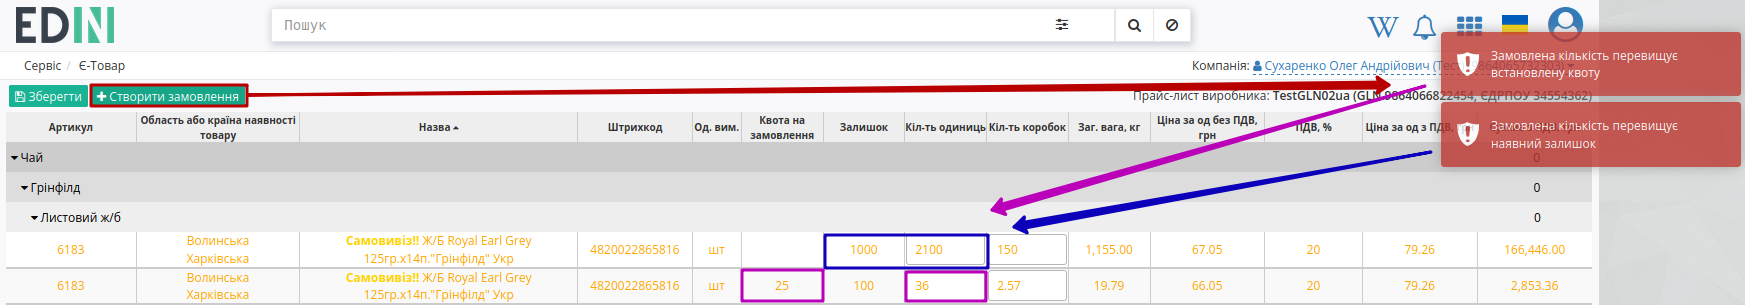 EDIN
Пошук
W
Сервіс / Є-Товар
Компанія: Сухаренко Олег Андрійович
Замовлена кількість перевищує
встановлену квоту
Зберегти
Створити замовлення
Прайс-лист виробника: TestGLN02ua (GLN 9864066822454, ЄДРПОУ 34554362)
Замовлена кількість перевищує
наявний залишок
Артикул
Область або країна наявності
товару
Назва
Штрихкод
Од. вим.
Квота на
замовлення
Залишок
Кіл-ть одиниць
Кіл-ть коробок
Заг. вага, кг
Ціна за од без ПДВ,
грн
ПДВ, %
Ціна за од з ПДВ,
Чай
0
Грінфілд
0
Листовий ж/б
0
6183
Волинська
Харківська
Самовивіз!! Ж/Б Royal Earl Grey
125гр.х14п."Грінфілд" Укр
4820022865816
шт
1000
2100
150
1,155.00
67.05
20
79.26
166,446.00
6183
Волинська
Харківська
Самовивіз!! Ж/Б Royal Earl Grey
125гр.х14п."Грінфілд" Укр
4820022865816
шт
25
100
36
2.57
19.79
66.05
20
79.26
2,853.36